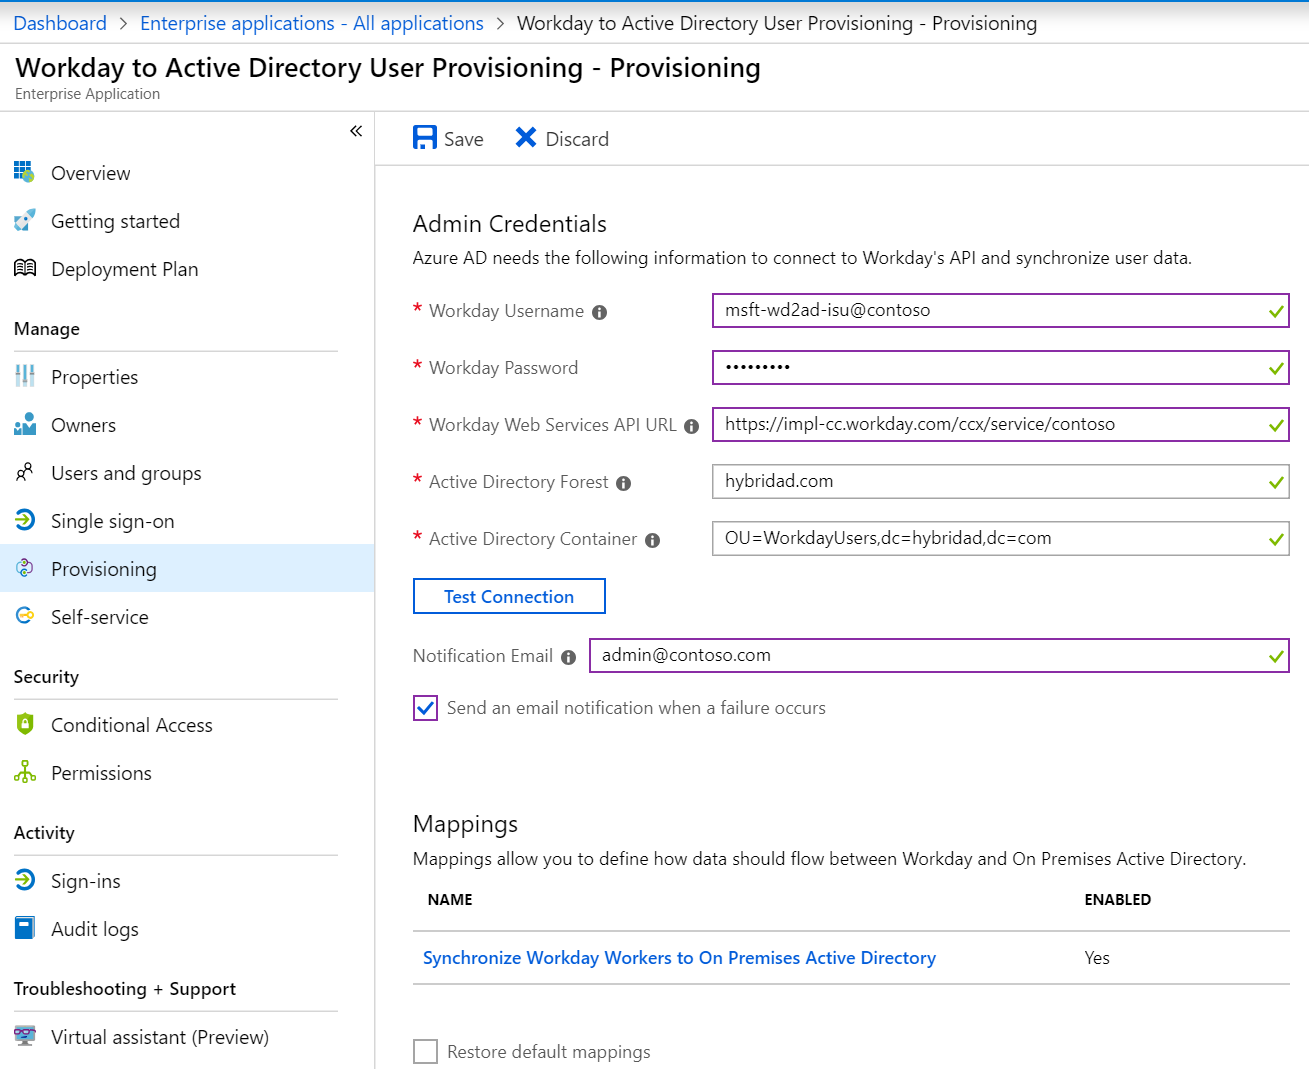 Dashboard > Enterprise applications - All applications > Workday to Active Directory User Provisioning - Provisioning
Workday to Active Directory User Provisioning - Provisioning
Enterprise Application
«
Overview
Getting started
Deployment Plan
Manage
Properties
Owners
Users and groups
Single sign-on
Provisioning
Self-service
Security
Conditional Access
Permissions
Activity
Sign-ins
Audit logs
Troubleshooting + Support
Virtual assistant (Preview)
Save Discard
Admin Credentials
Azure AD needs the following information to connect to Workday's API and synchronize user data.
* Workday Username msft-wd2ad-isu@contoso
* Workday Password •••••••••
* Workday Web Services API URL https://impl-cc.workday.com/ccx/service/contoso
* Active Directory Forest hybridad.com
* Active Directory Container OU=WorkdayUsers,dc=hybridad,dc=com
Test Connection
Notification Email admin@contoso.com
Send an email notification when a failure occurs
Mappings
Mappings allow you to define how data should flow between Workday and On Premises Active Directory.
NAME ENABLED
Synchronize Workday Workers to On Premises Active Directory Yes
Restore default mappings